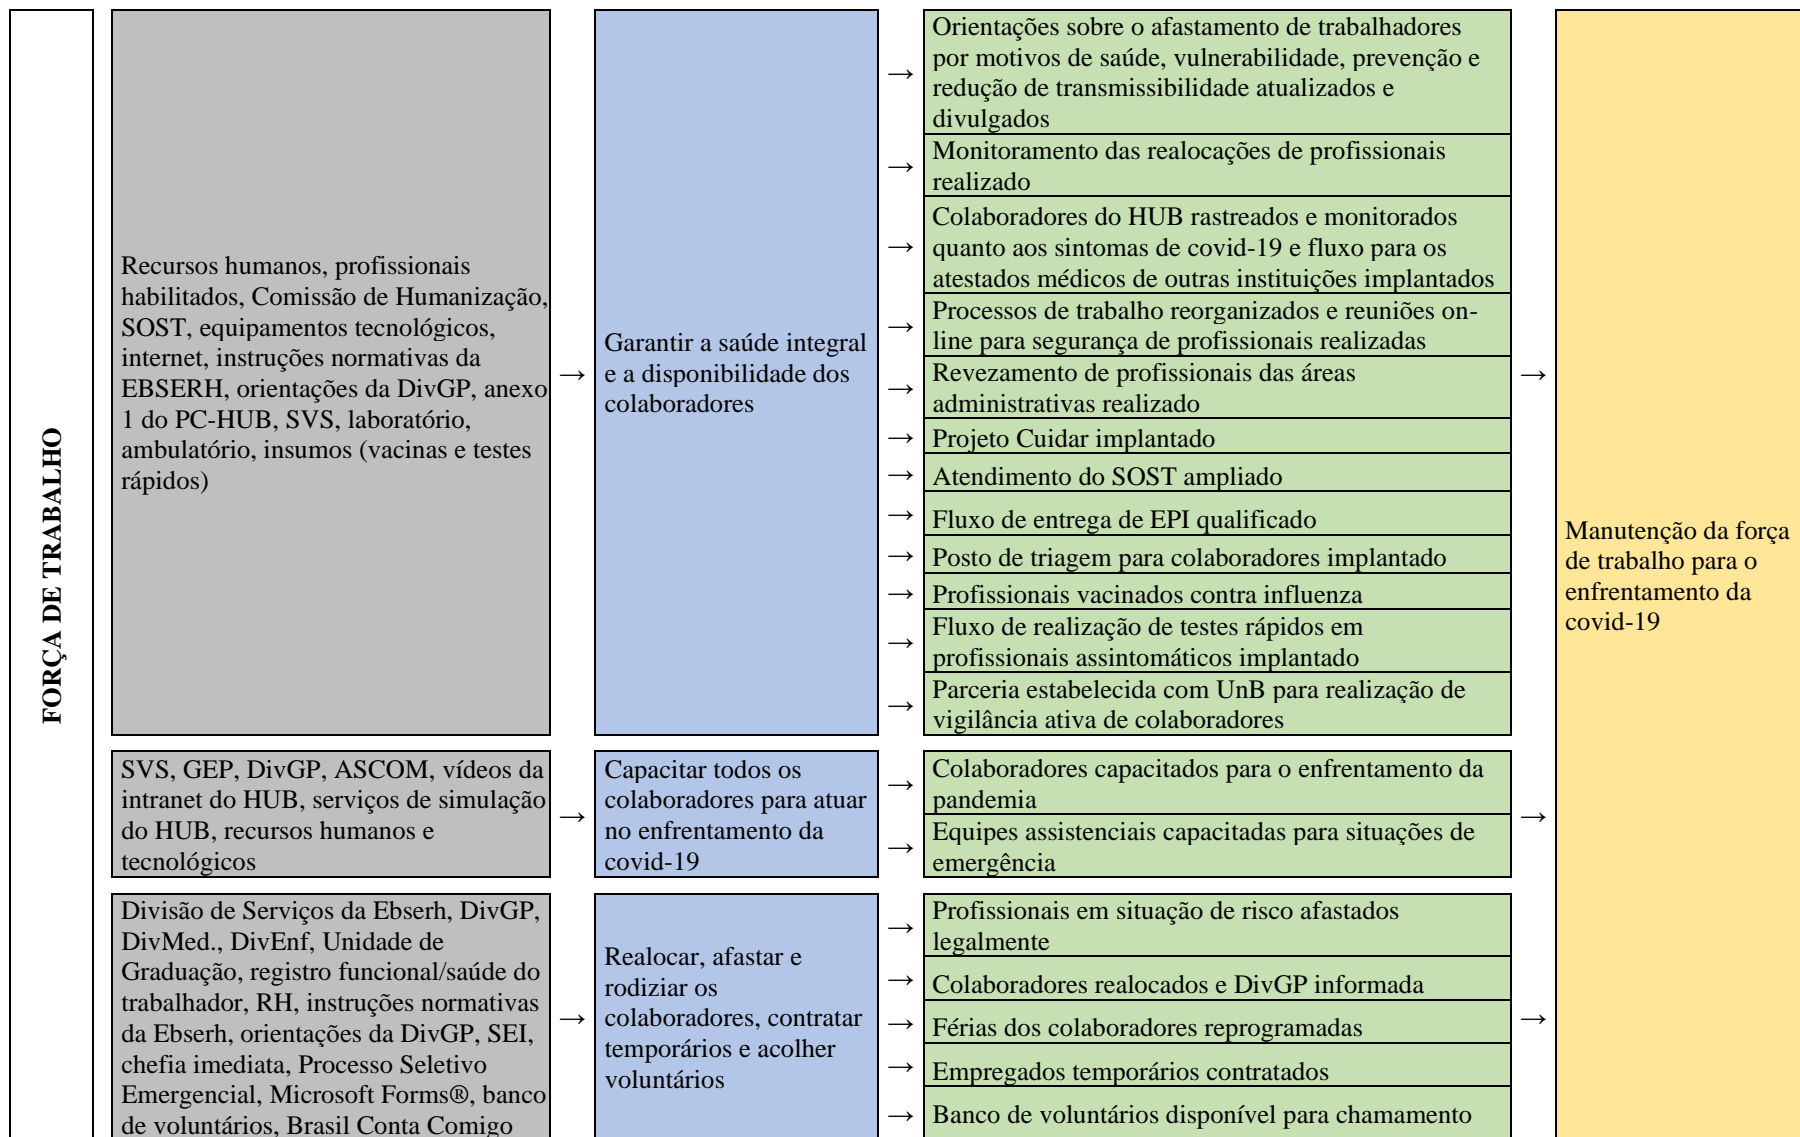 FORÇA DE TRABALHO
Recursos humanos, profissionais
habilitados, Comissão de Humanização,
SOST, equipamentos tecnológicos,
internet, instruções normativas da
EBSERH, orientações da DivGP, anexo
1 do PC-HUB, SVS, laboratório,
ambulatório, insumos (vacinas e testes
rápidos)
→
Garantir a saúde integral
e a disponibilidade dos
colaboradores
→
Orientações sobre o afastamento de trabalhadores
por motivos de saúde, vulnerabilidade, prevenção e
redução de transmissibilidade atualizados e
divulgados
→
Monitoramento das realocações de profissionais
realizado
→
Colaboradores do HUB rastreados e monitorados
quanto aos sintomas de covid-19 e fluxo para os
atestados médicos de outras instituições implantados
→
Processos de trabalho reorganizados e reuniões on-
line para segurança de profissionais realizadas
→
Revezamento de profissionais das áreas
administrativas realizado
→
Projeto Cuidar implantado
→
Atendimento do SOST ampliado
→
Fluxo de entrega de EPI qualificado
→
Posto de triagem para colaboradores implantado
→
Profissionais vacinados contra influenza
→
Fluxo de realização de testes rápidos em
profissionais assintomáticos implantado
→
Parceria estabelecida com UnB para realização de
vigilância ativa de colaboradores
→
SVS, GEP, DivGP, ASCOM, vídeos da
intranet do HUB, serviços de simulação
do HUB, recursos humanos e
tecnológicos
→
Capacitar todos os
colaboradores para atuar
no enfrentamento da
covid-19
→
Colaboradores capacitados para o enfrentamento da
pandemia
→
Equipes assistenciais capacitadas para situações de
emergência
→
Divisão de Serviços da Ebserh, DivGP,
DivMed., DivEnf, Unidade de
Graduação, registro funcional/saúde do
trabalhador, RH, instruções normativas
da Ebserh, orientações da DivGP, SEI,
chefia imediata, Processo Seletivo
Emergencial, Microsoft Forms®, banco
de voluntários, Brasil Conta Comigo
→
Realocar, afastar e
rodiziar os
colaboradores, contratar
temporários e acolher
voluntários
→
Profissionais em situação de risco afastados
legalmente
→
Colaboradores realocados e DivGP informada
→
Férias dos colaboradores reprogramadas
→
Empregados temporários contratados
→
Banco de voluntários disponível para chamamento
→
Manutenção da força
de trabalho para o
enfrentamento da
covid-19